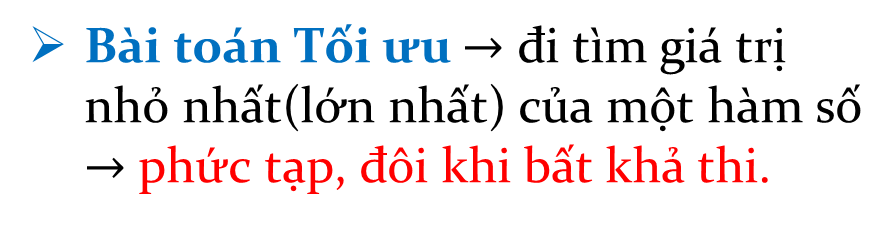 ➢ Bài toán Tối ưu → đi tìm giá trị
nhỏ nhất(lớn nhất) của một hàm số
→ phức tạp, đôi khi bất khả thi.